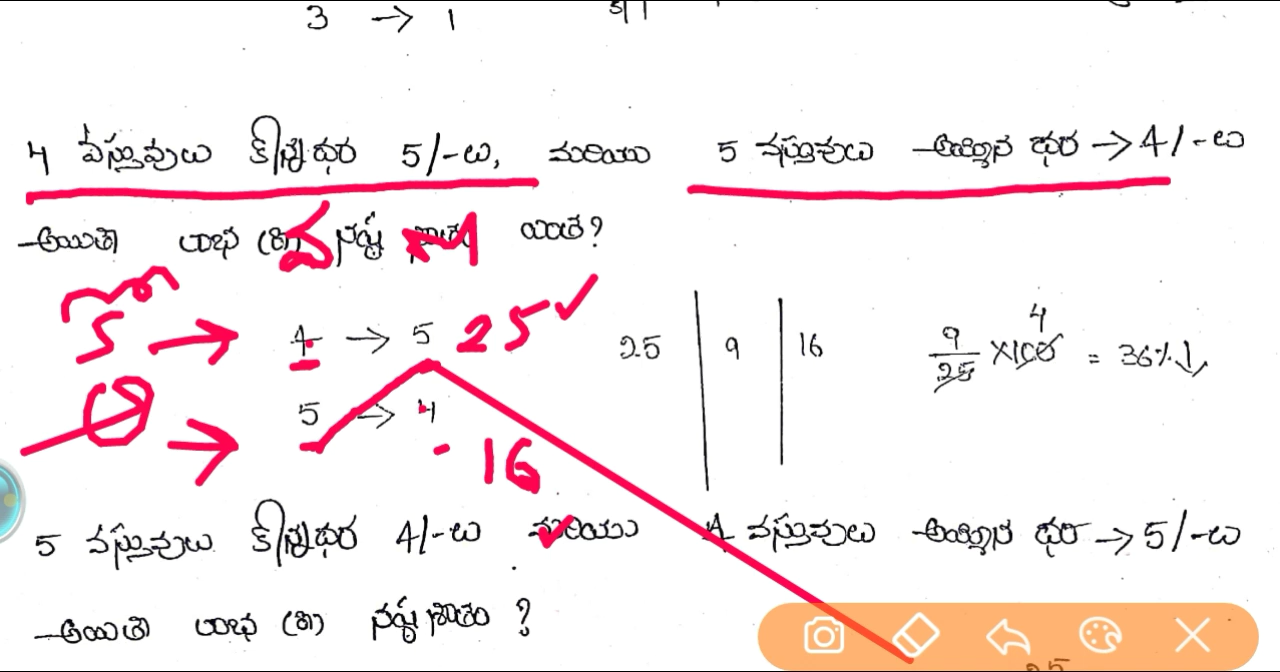 3 → 1
4 వస్తువులు కొన్నధర 5/-లు, మరియు 5 వస్తువులు అమ్మిన ధర → 4/-లు
అయితే లాభ (లేదా) నష్ట శాతం యెంత?
5 → 4 → 5 25 ✓ 25 | 9 | 16 9/25 × 100 4 = 36% ↓
→ 5 → 4 16
5 వస్తువులు కొన్నధర 4/-లు మరియు 4 వస్తువులు అమ్మిన ధర → 5/-లు
అయితే లాభ (లేదా) నష్ట శాతం ?